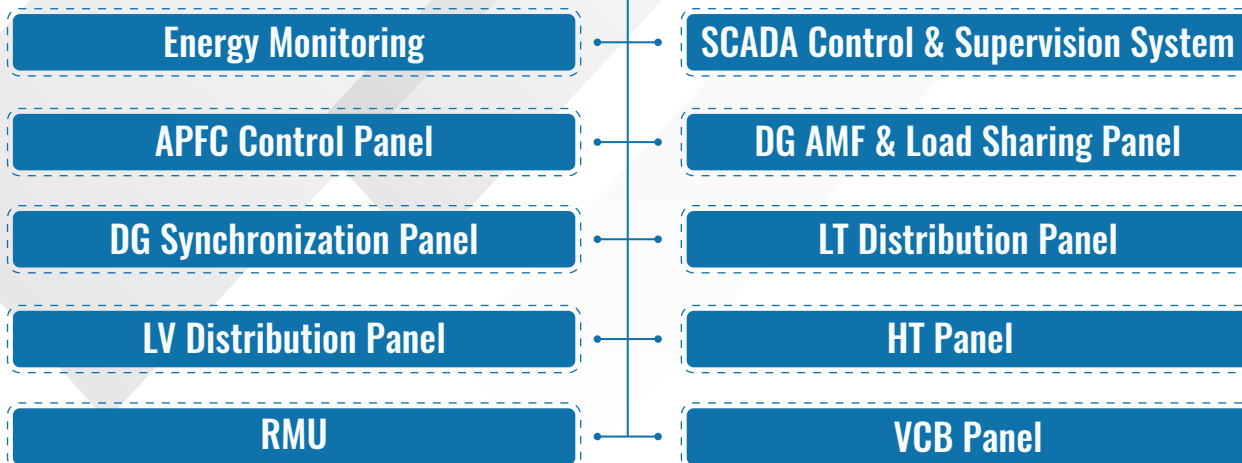 Energy Monitoring
SCADA Control & Supervision System
APFC Control Panel
DG AMF & Load Sharing Panel
DG Synchronization Panel
LT Distribution Panel
LV Distribution Panel
HT Panel
RMU
VCB Panel